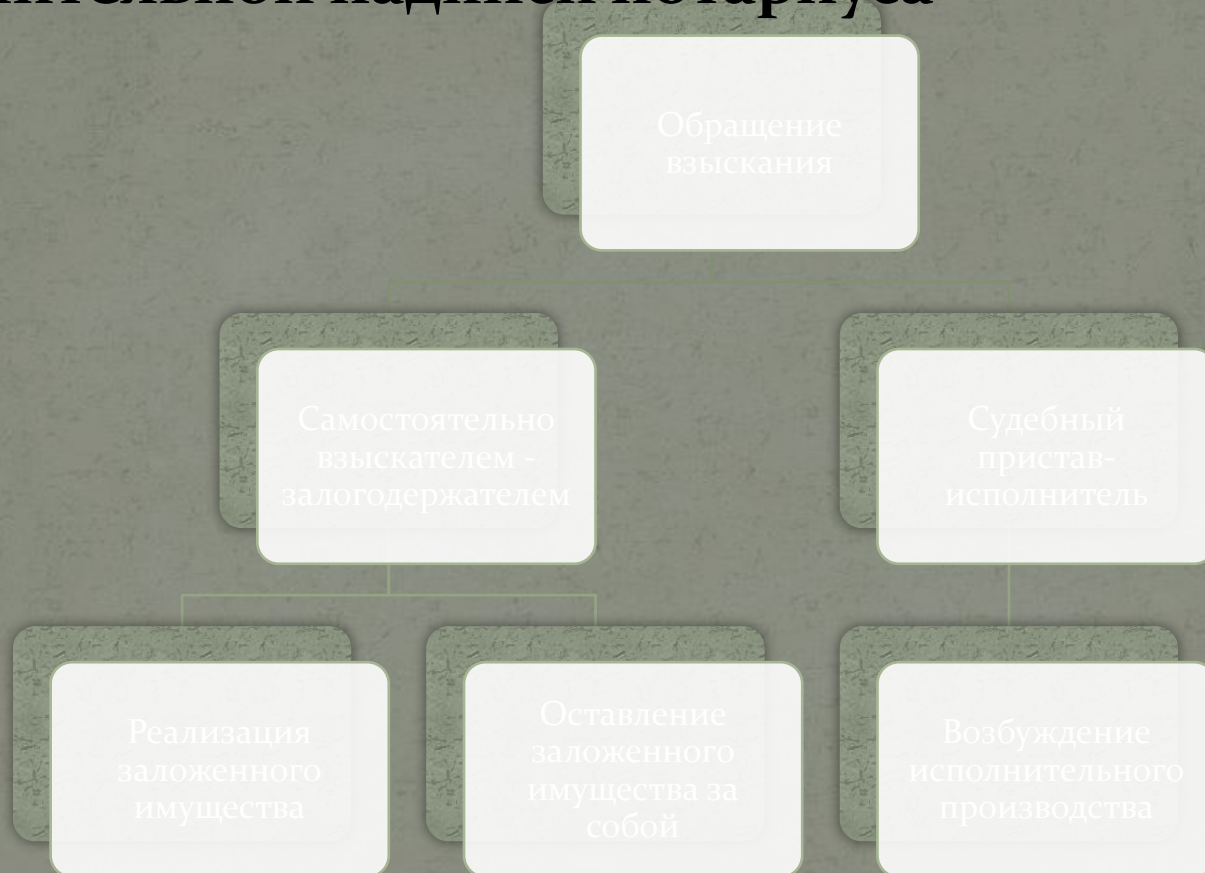 нительной надписи нотариуса
Обращение
взыскания
Самостоятельно
взыскателем -
залогодержателем
Судебный
пристав-
исполнитель
Реализация
заложенного
имущества
Оставление
заложенного
имущества за
собой
Возбуждение
исполнительного
производства